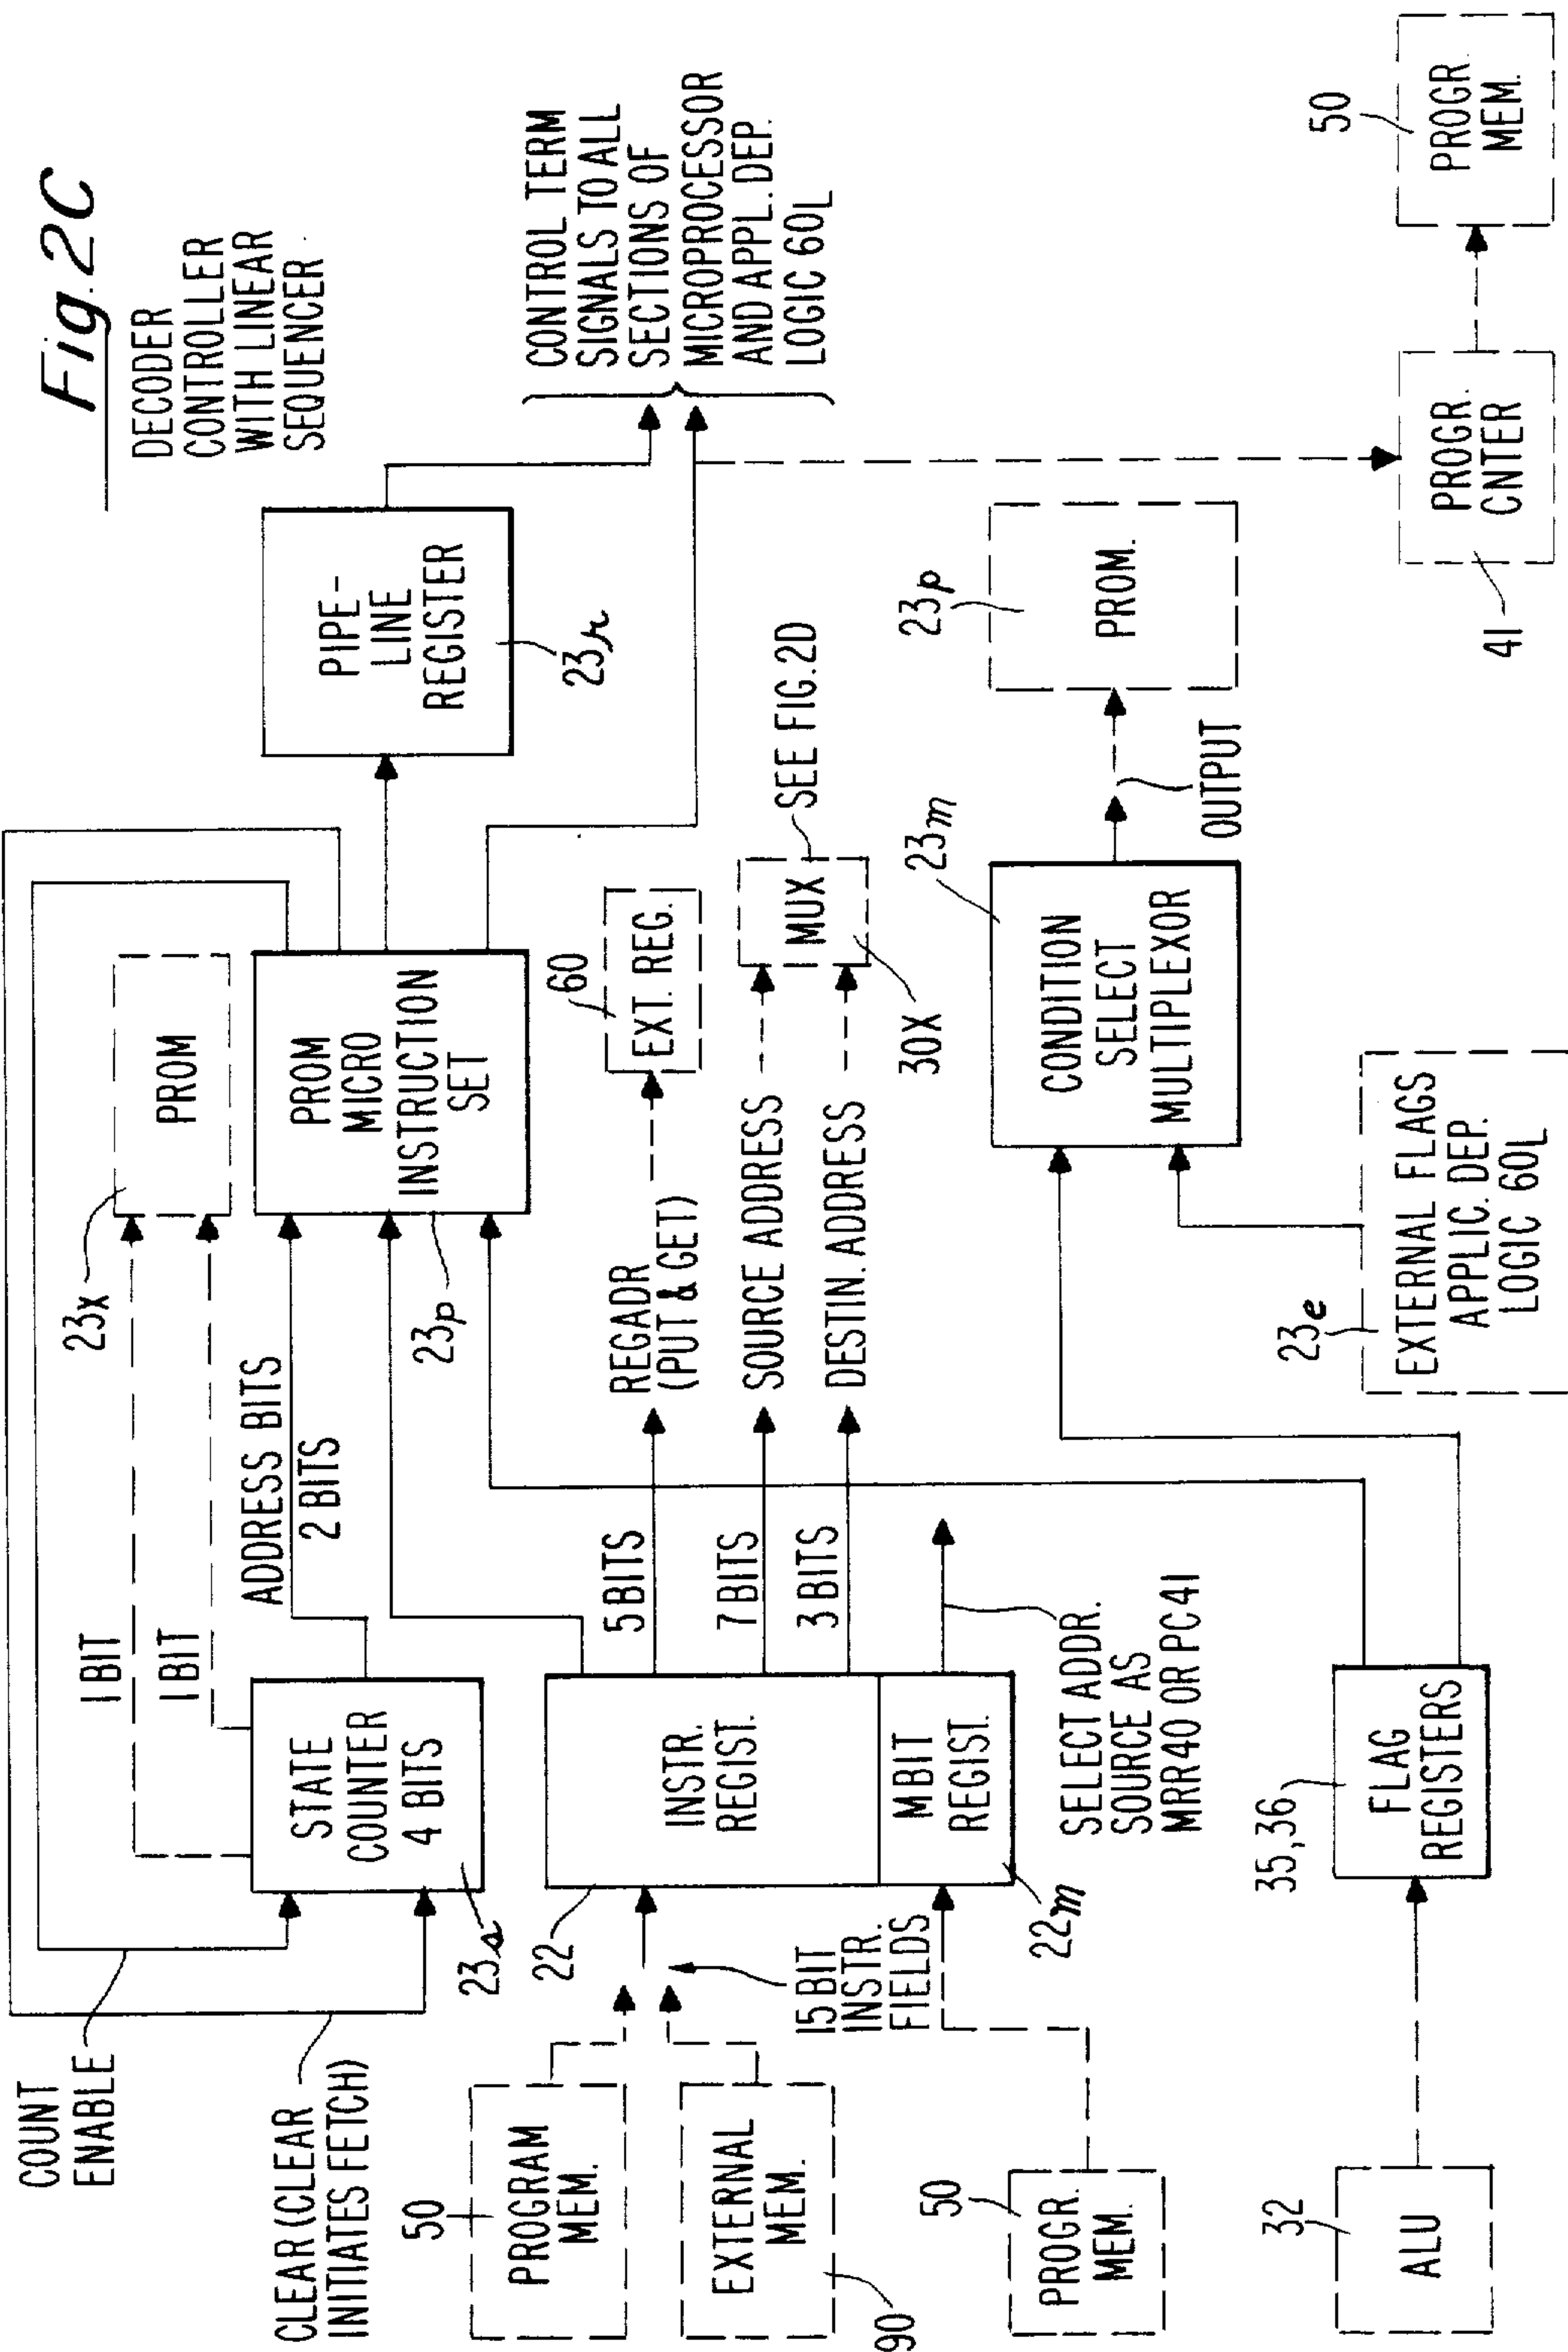 Fig. 2C
DECODER
CONTROLLER
WITH LINEAR
SEQUENCER
COUNT
ENABLE
CLEAR (CLEAR
INITIATES FETCH)
1 BIT
1 BIT
ADDRESS BITS
2 BITS
23x
PROM
STATE
COUNTER
4 BITS
23s
PROM
MICRO
INSTRUCTION
SET
23p
PIPE-
LINE
REGISTER
23r
CONTROL TERM
SIGNALS TO ALL
SECTIONS OF
MICROPROCESSOR
AND APPL. DEP.
LOGIC 60L
50
PROGRAM
MEM.
EXTERNAL
MEM.
90
15 BIT
INSTR.
FIELDS
22
INSTR.
REGIST.
MBIT
REGIST.
22m
5 BITS
7 BITS
3 BITS
REGADR
(PUT & GET)
SOURCE ADDRESS
DESTIN. ADDRESS
60
EXT. REG.
MUX
SEE FIG. 2D
30X
SELECT ADDR.
SOURCE AS
MRR40 OR PC41
50
PROGR.
MEM.
32
ALU
35,36
FLAG
REGISTERS
23e
EXTERNAL FLAGS
APPLIC. DEP.
LOGIC 60L
CONDITION
SELECT
MULTIPLEXOR
23m
OUTPUT
23p
PROM.
PROGR.
CNTER
41
50
PROGR.
MEM.